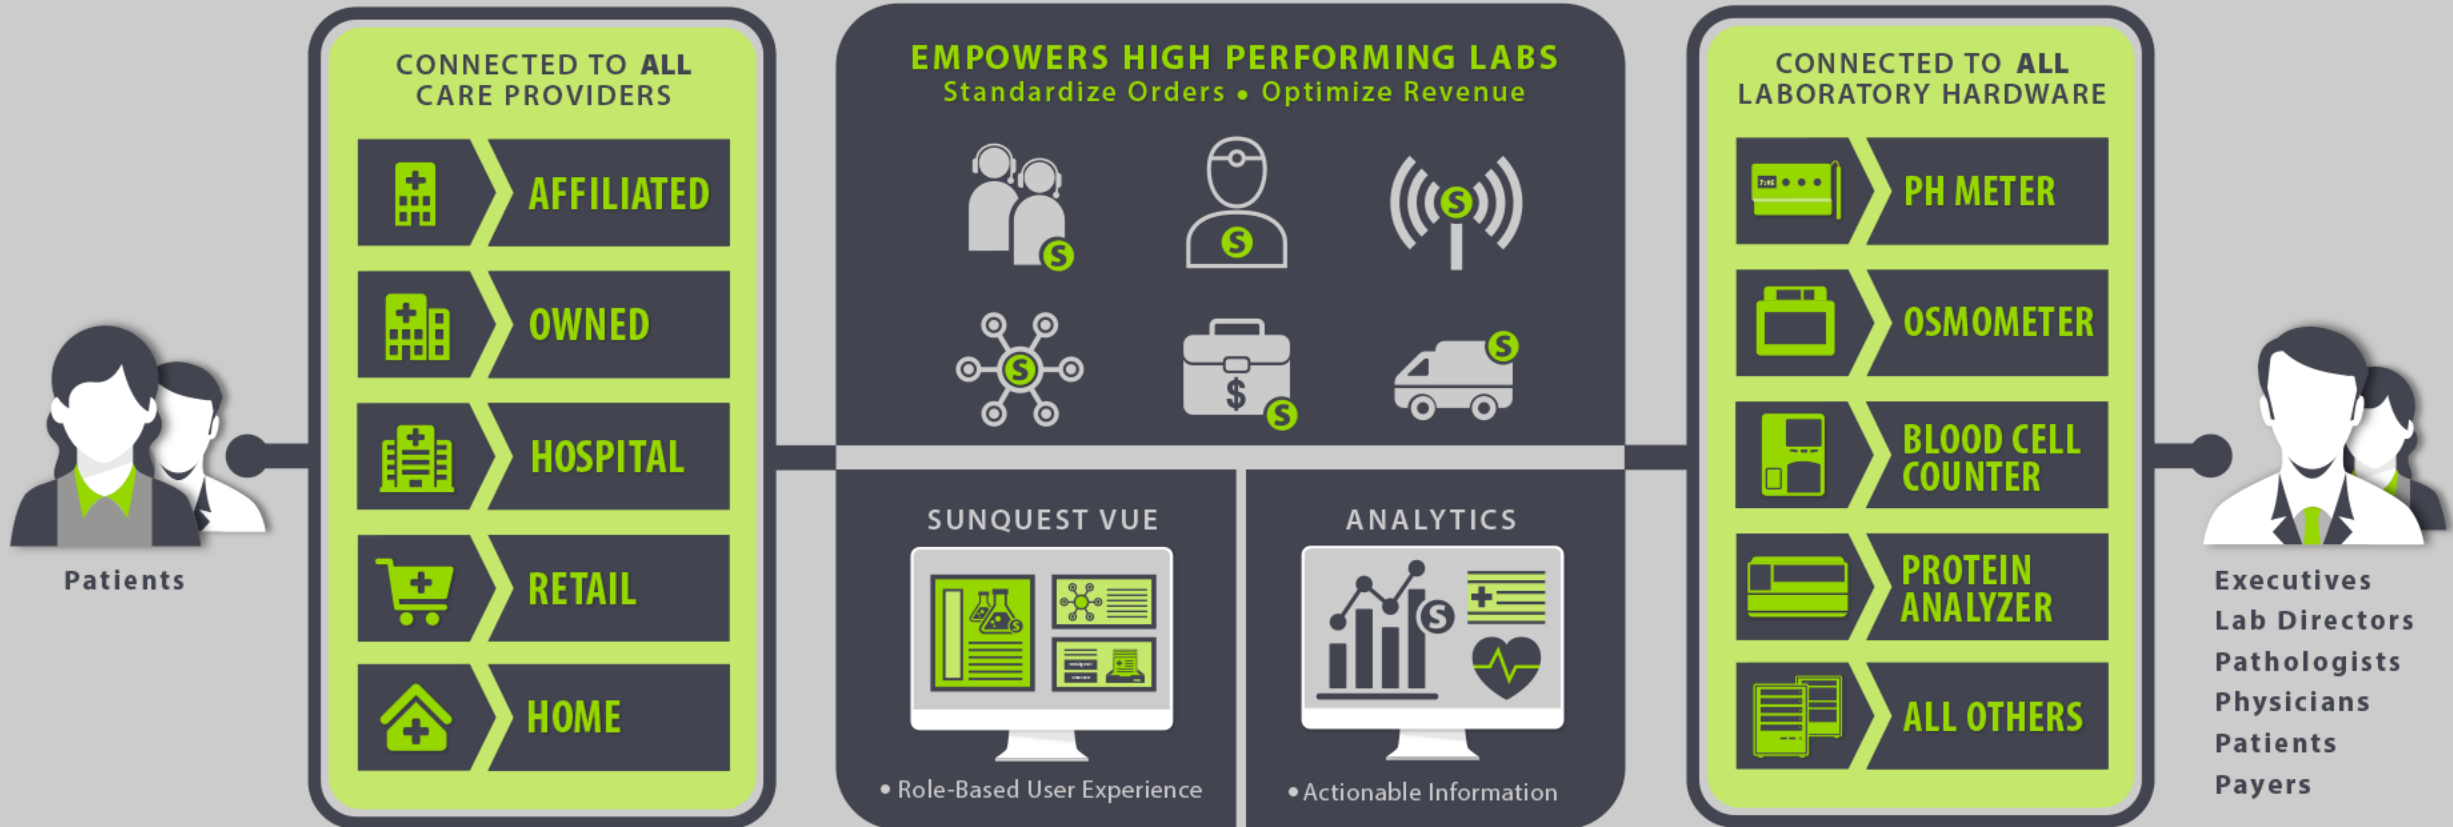 Patients
CONNECTED TO ALL
CARE PROVIDERS
AFFILIATED
OWNED
HOSPITAL
RETAIL
HOME
EMPOWERS HIGH PERFORMING LABS
Standardize Orders • Optimize Revenue
S
S
S
S
$
S
S
SUNQUEST VUE
S
• Role-Based User Experience
ANALYTICS
S
• Actionable Information
CONNECTED TO ALL
LABORATORY HARDWARE
PH METER
OSMOMETER
BLOOD CELL
COUNTER
PROTEIN
ANALYZER
ALL OTHERS
Executives
Lab Directors
Pathologists
Physicians
Patients
Payers